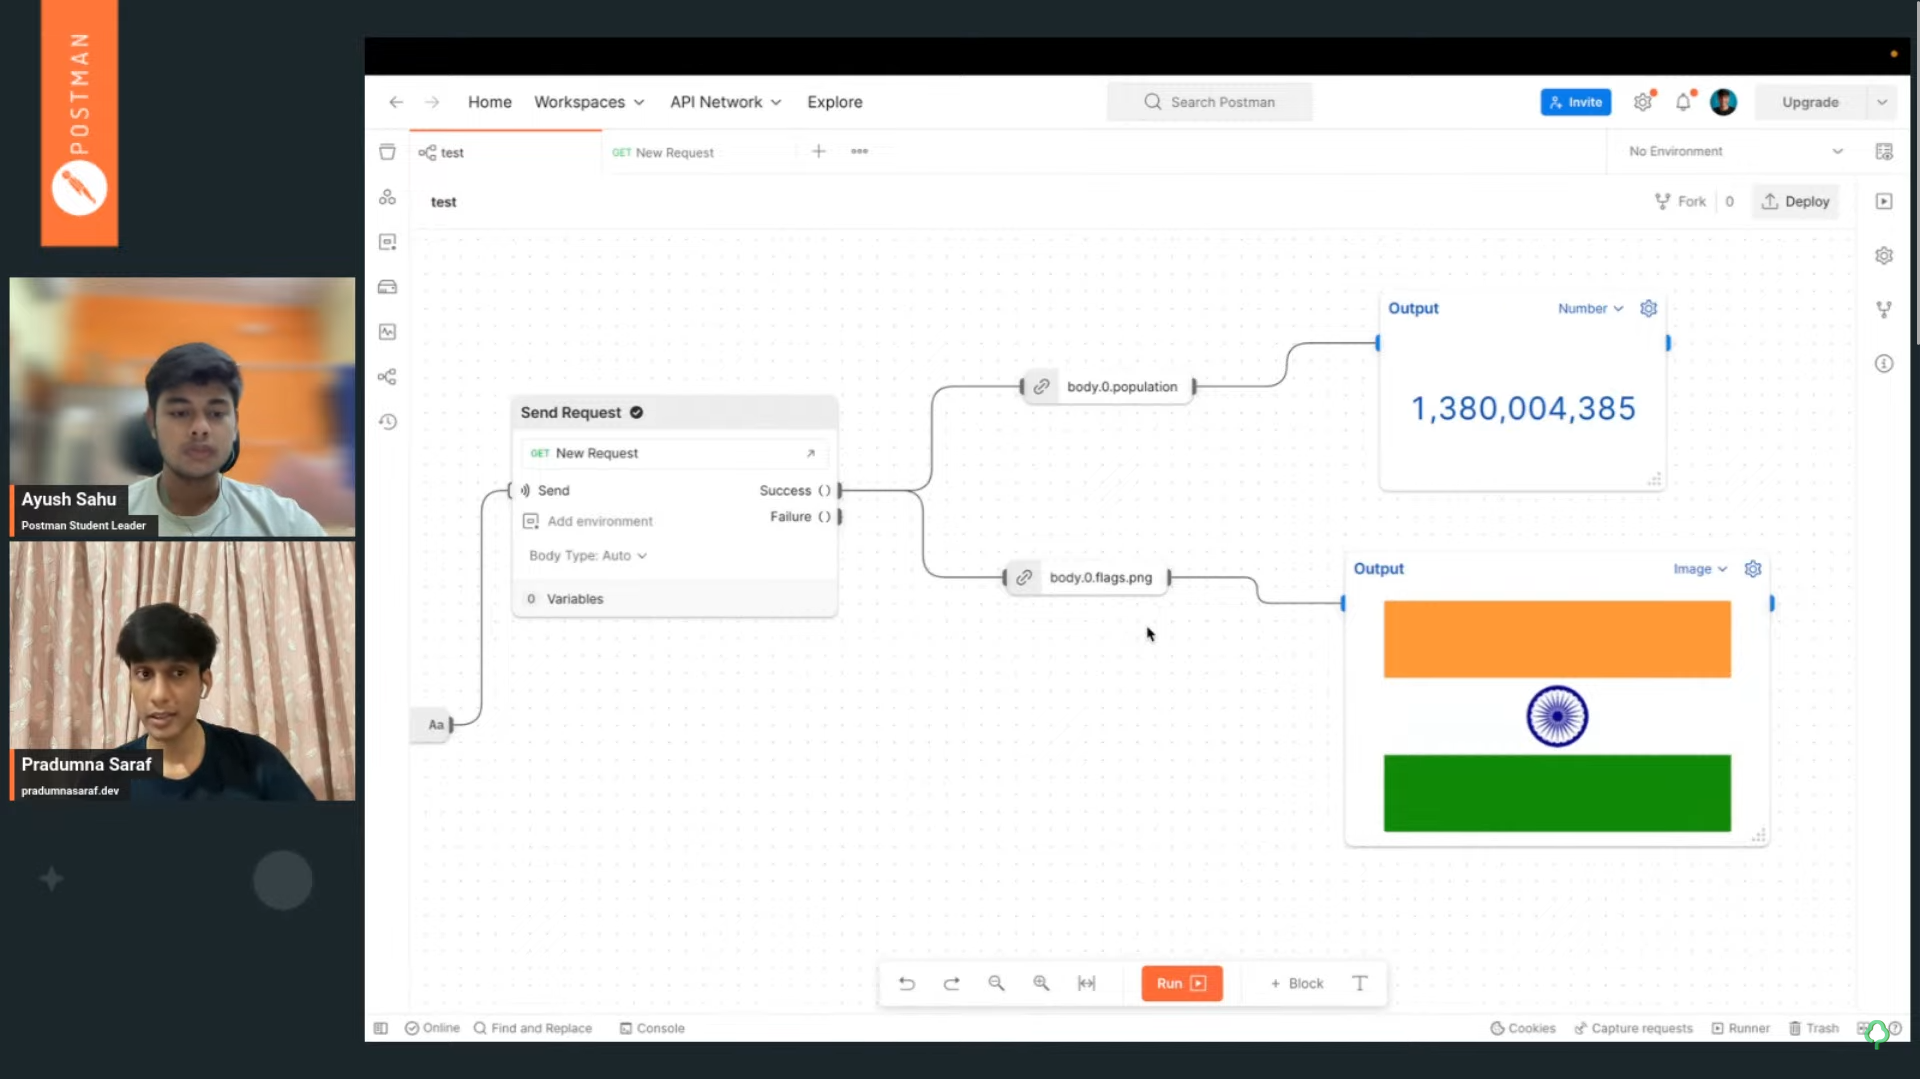 POSTMAN
Home
Workspaces
API Network
Explore
Search Postman
Invite
Upgrade
test
GET New Request
No Environment
test
Fork 0
Deploy
Output
Number
body.0.population
1,380,004,385
Send Request
GET New Request
Send
Success ()
Failure ()
Add environment
Body Type: Auto
0 Variables
body.0.flags.png
Output
Image
Aa
Ayush Sahu
Postman Student Leader
Pradumna Saraf
pradumnasaraf.dev
Run
+ Block
T
Online
Find and Replace
Console
Cookies
Capture requests
Runner
Trash